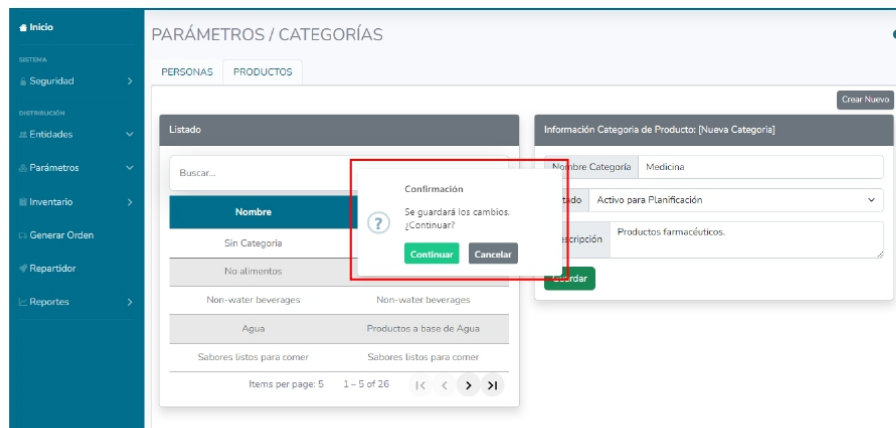 Inicio
SISTEMA
Seguridad
DISTRIBUCIÓN
Entidades
Parámetros
Inventario
Generar Orden
Repartidor
Reportes
PARÁMETROS / CATEGORÍAS
PERSONAS PRODUCTOS
Crear Nuevo
Listado
Buscar...
Nombre
Sin Categoria
No alimentos
Non-water beverages Non-water beverages
Agua Productos a base de Agua
Sabores listos para comer Sabores listos para comer
Items per page: 5 1 – 5 of 26
Confirmación
Se guardará los cambios.
¿Continuar?
Continuar Cancelar
Información Categoria de Producto: [Nueva Categoria]
Nombre Categoría Medicina
Activo para Planificación
Productos farmacéuticos.